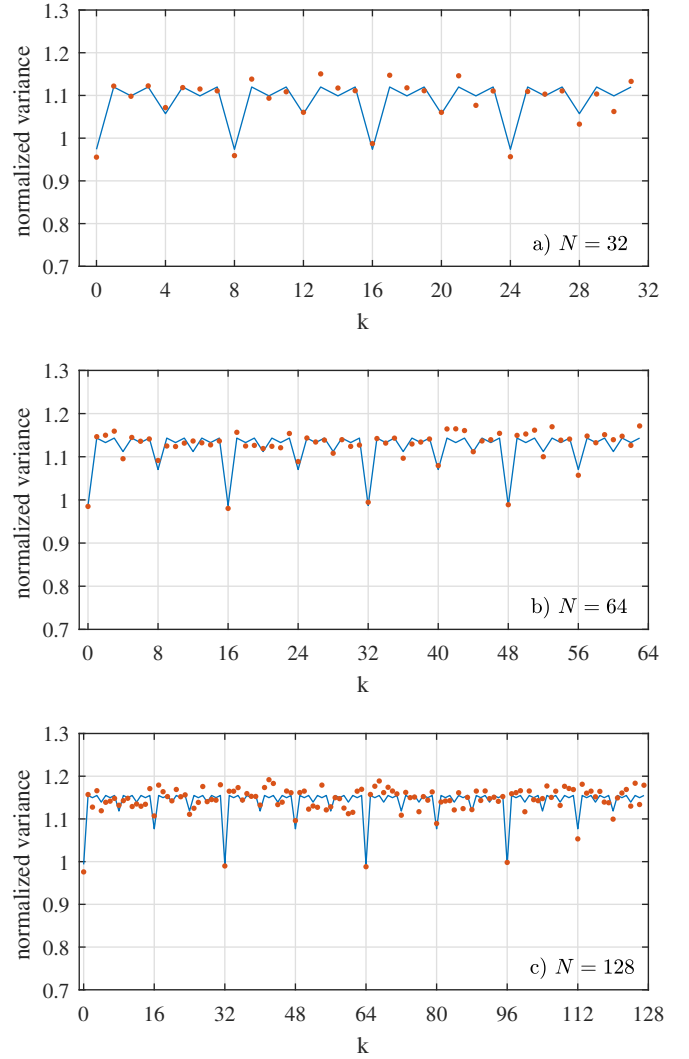 1.3
1.2
1.1
1
0.9
0.8
0.7
normalized variance
a) N = 32
0 4 8 12 16 20 24 28 32
k
1.3
1.2
1.1
1
0.9
0.8
0.7
normalized variance
b) N = 64
0 8 16 24 32 40 48 56 64
k
1.3
1.2
1.1
1
0.9
0.8
0.7
normalized variance
c) N = 128
0 16 32 48 64 80 96 112 128
k